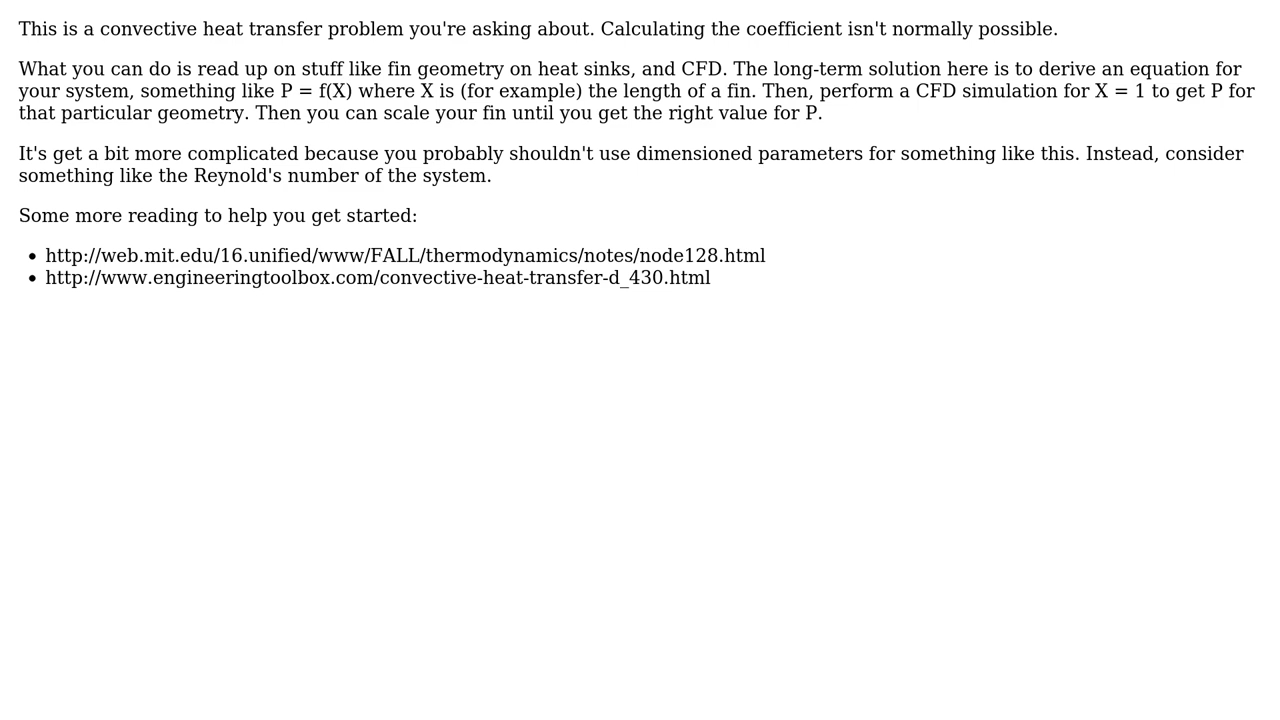 This is a convective heat transfer problem you're asking about. Calculating the coefficient isn't normally possible.
What you can do is read up on stuff like fin geometry on heat sinks, and CFD. The long-term solution here is to derive an equation for
your system, something like P = f(X) where X is (for example) the length of a fin. Then, perform a CFD simulation for X = 1 to get P for
that particular geometry. Then you can scale your fin until you get the right value for P.
It's get a bit more complicated because you probably shouldn't use dimensioned parameters for something like this. Instead, consider
something like the Reynold's number of the system.
Some more reading to help you get started:
• http://web.mit.edu/16.unified/www/FALL/thermodynamics/notes/node128.html
• http://www.engineeringtoolbox.com/convective-heat-transfer-d_430.html